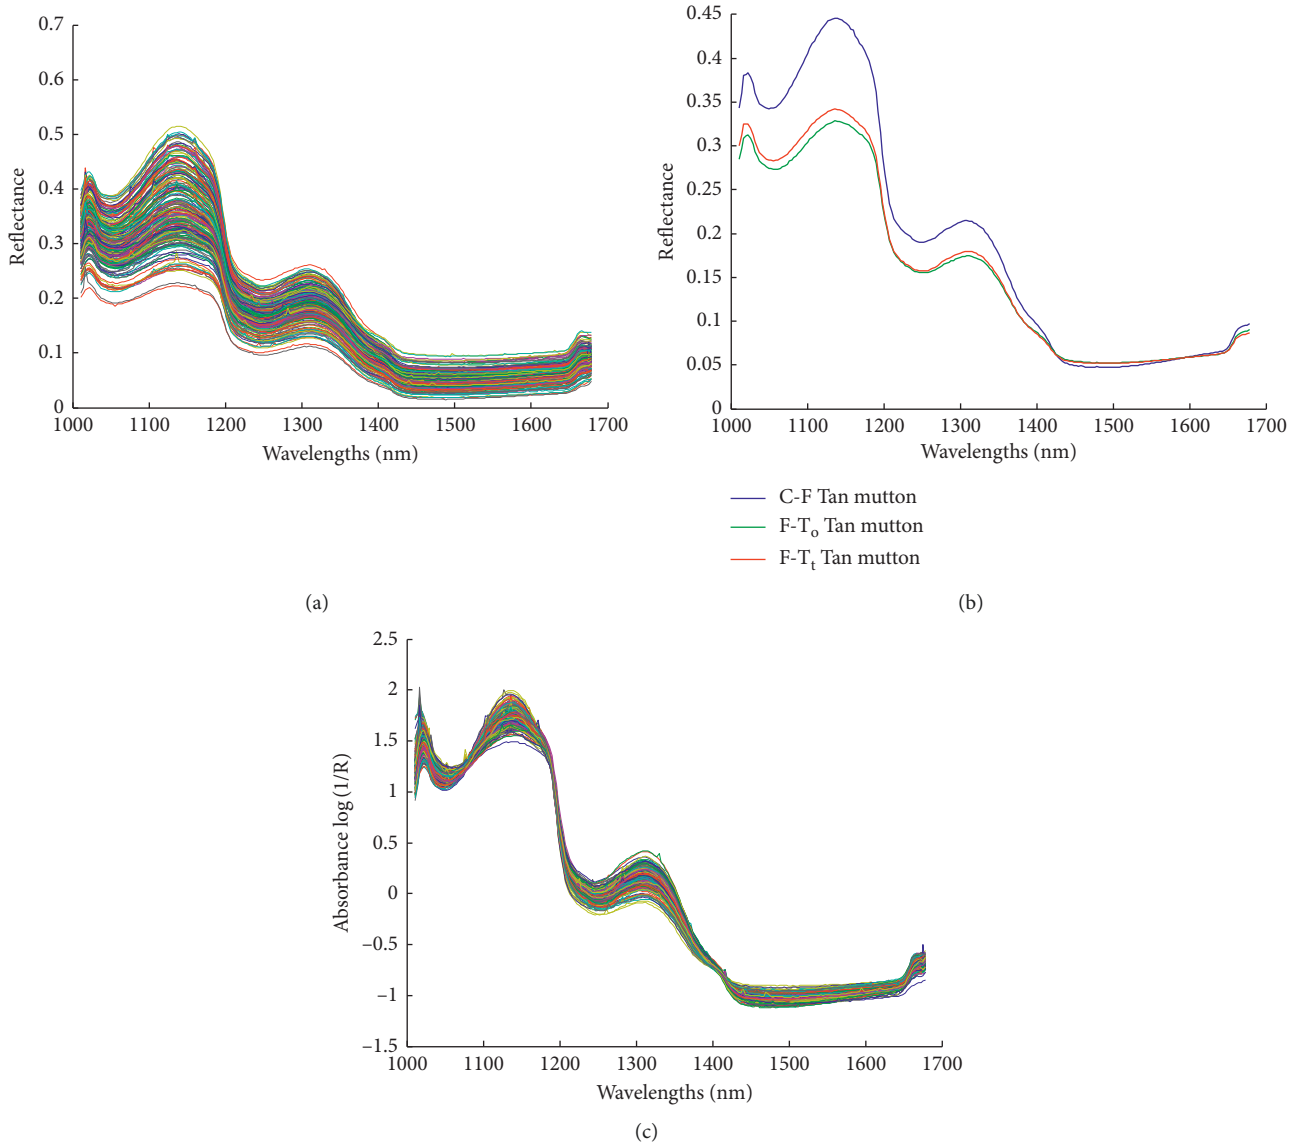 0.7
0.6
0.5
0.4
0.3
0.2
0.1
0
Reflectance
1000 1100 1200 1300 1400 1500 1600 1700
Wavelengths (nm)
(a)
0.45
0.4
0.35
0.3
0.25
0.2
0.15
0.1
0.05
0
Reflectance
1000 1100 1200 1300 1400 1500 1600 1700
Wavelengths (nm)
C-F Tan mutton
F-To Tan mutton
F-Tt Tan mutton
(b)
2.5
2
1.5
1
0.5
0
−0.5
−1
−1.5
Absorbance log (1/R)
1000 1100 1200 1300 1400 1500 1600 1700
Wavelengths (nm)
(c)